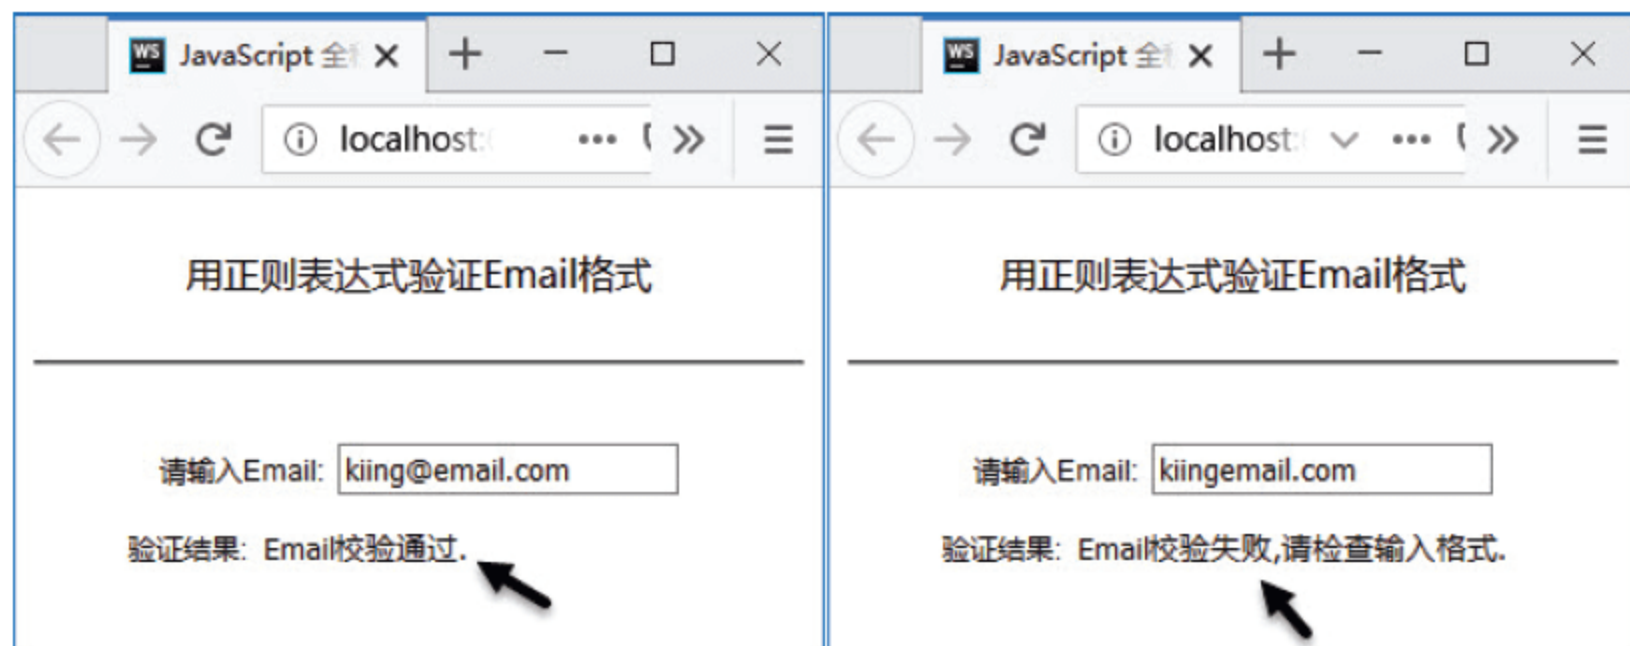 WS JavaScript 全
localhost:
用正则表达式验证Email格式
请输入Email: kiing@email.com
验证结果: Email校验通过.
WS JavaScript 全
localhost:
用正则表达式验证Email格式
请输入Email: kiingemail.com
验证结果: Email校验失败,请检查输入格式.